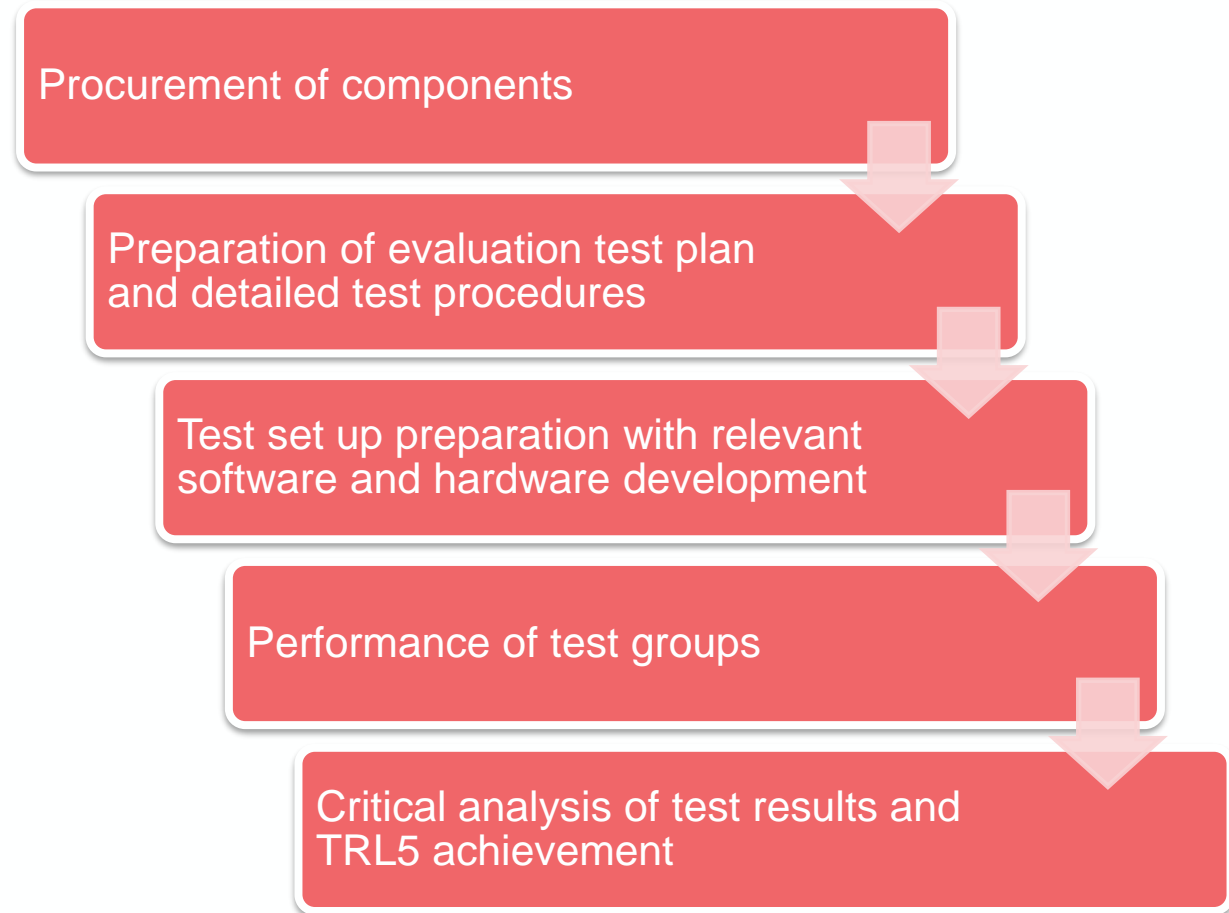 Procurement of components
Preparation of evaluation test plan
and detailed test procedures
Test set up preparation with relevant
software and hardware development
Performance of test groups
Critical analysis of test results and
TRL5 achievement